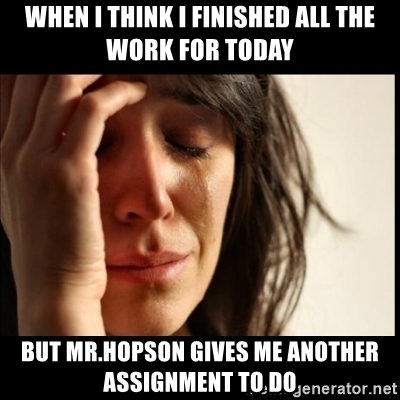 WHEN I THINK I FINISHED ALL THE
WORK FOR TODAY
BUT MR.HOPSON GIVES ME ANOTHER
ASSIGNMENT TO DO
generator.net